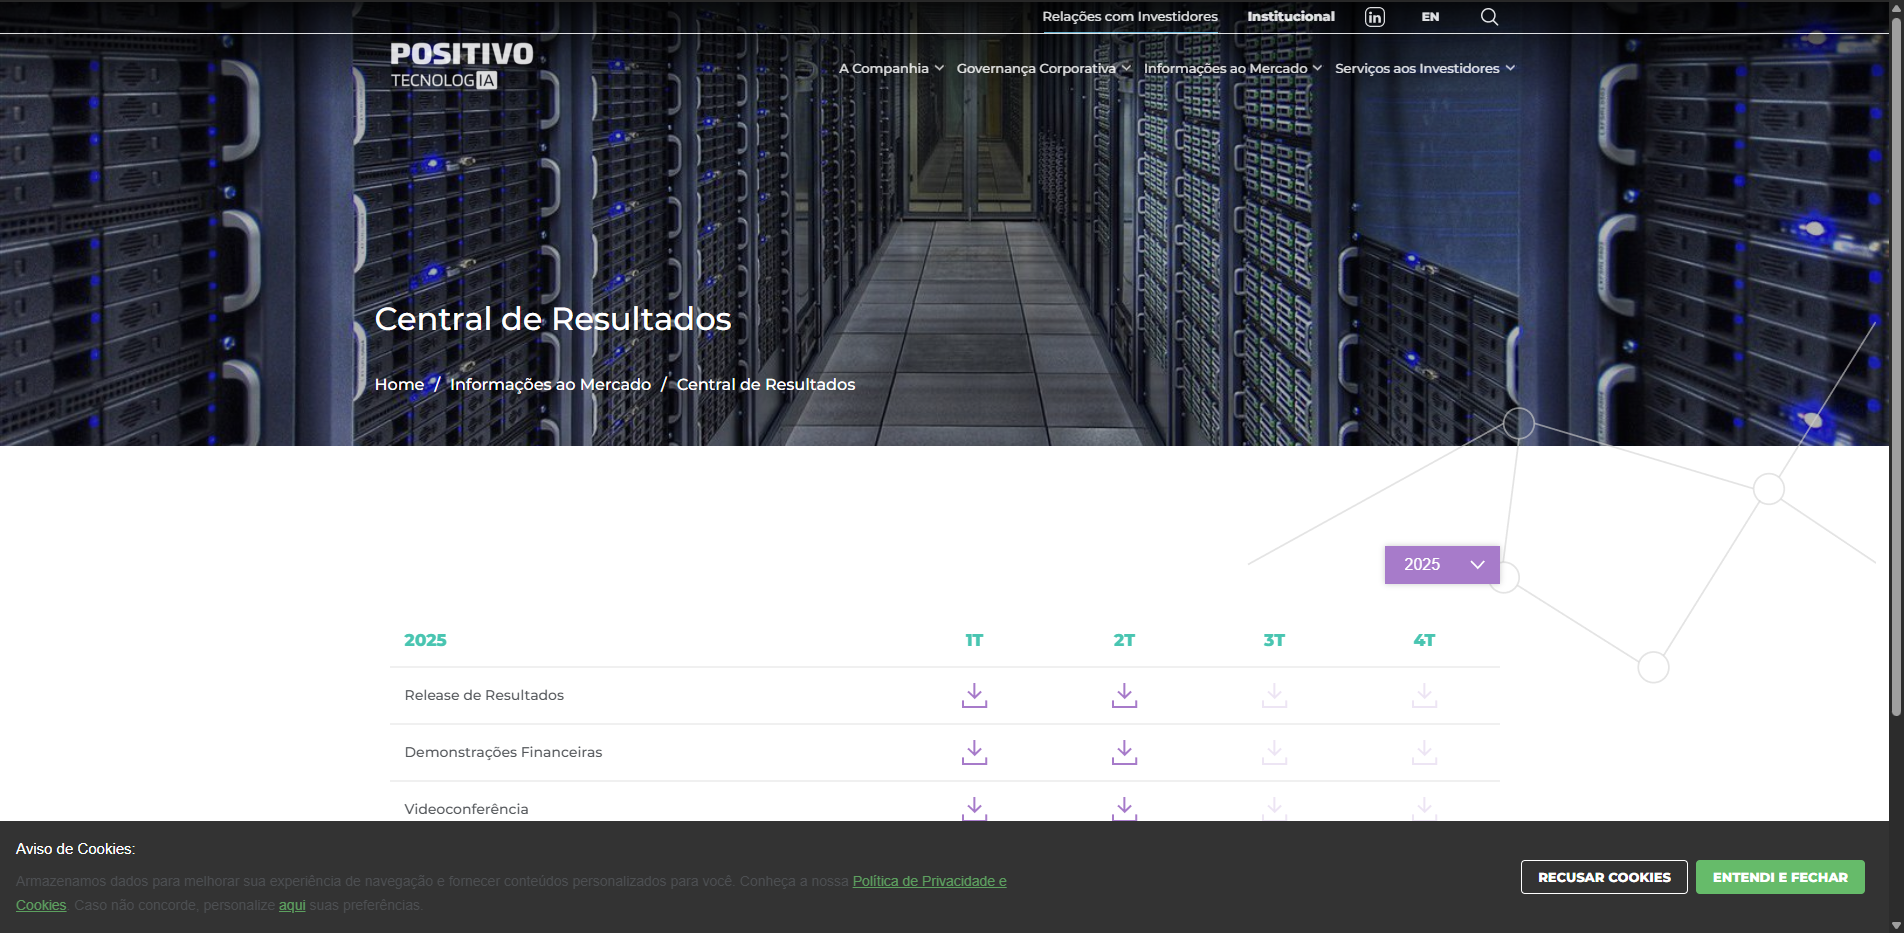 Relações com Investidores Institucional in EN
POSITIVO
TECNOLOGIA
A Companhia Governança Corporativa Informações ao Mercado Serviços aos Investidores
Central de Resultados
Home / Informações ao Mercado / Central de Resultados
2025
2025 1T 2T 3T 4T
Release de Resultados
Demonstrações Financeiras
Videoconferência
Aviso de Cookies:
Armazenamos dados para melhorar sua experiência de navegação e fornecer conteúdos personalizados para você. Conheça a nossa Política de Privacidade e
Cookies. Caso não concorde, personalize aqui suas preferências.
RECUSAR COOKIES ENTENDI E FECHAR